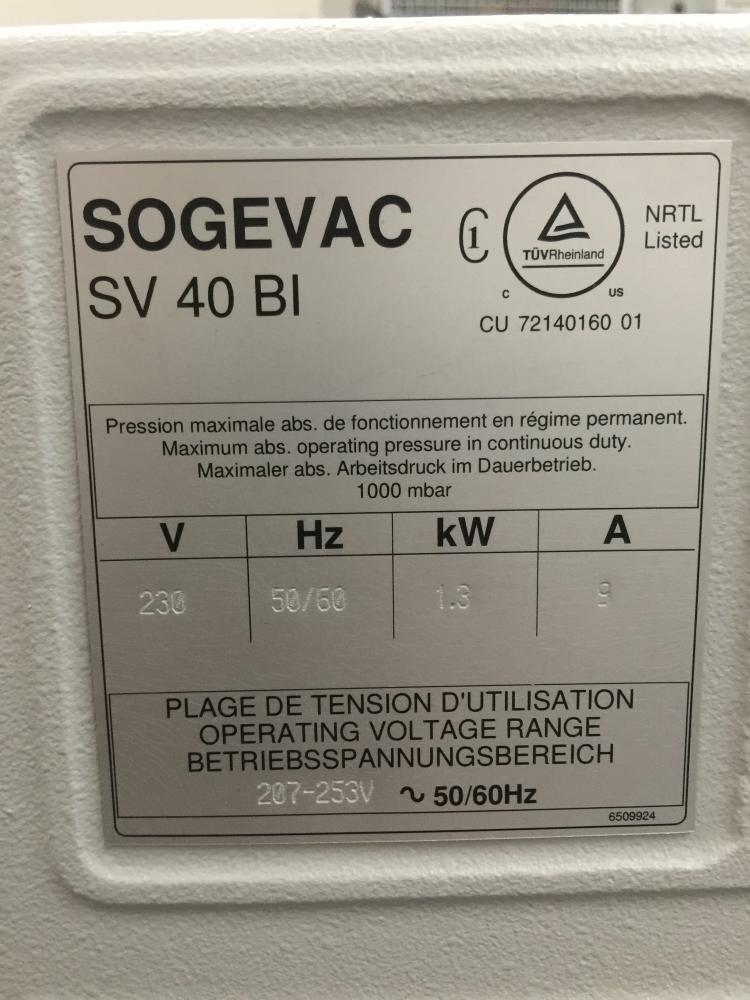 SOGEVAC
SV 40 BI
1
TÜVRheinland
C US
NRTL
Listed
CU 72140160 01
Pression maximale abs. de fonctionnement en régime permanent.
Maximum abs. operating pressure in continuous duty.
Maximaler abs. Arbeitsdruck im Dauerbetrieb.
1000 mbar
V Hz kW A
230 50/60 1.3 9
PLAGE DE TENSION D'UTILISATION
OPERATING VOLTAGE RANGE
BETRIEBSSPANNUNGSBEREICH
207-253V ∿ 50/60Hz
6509924